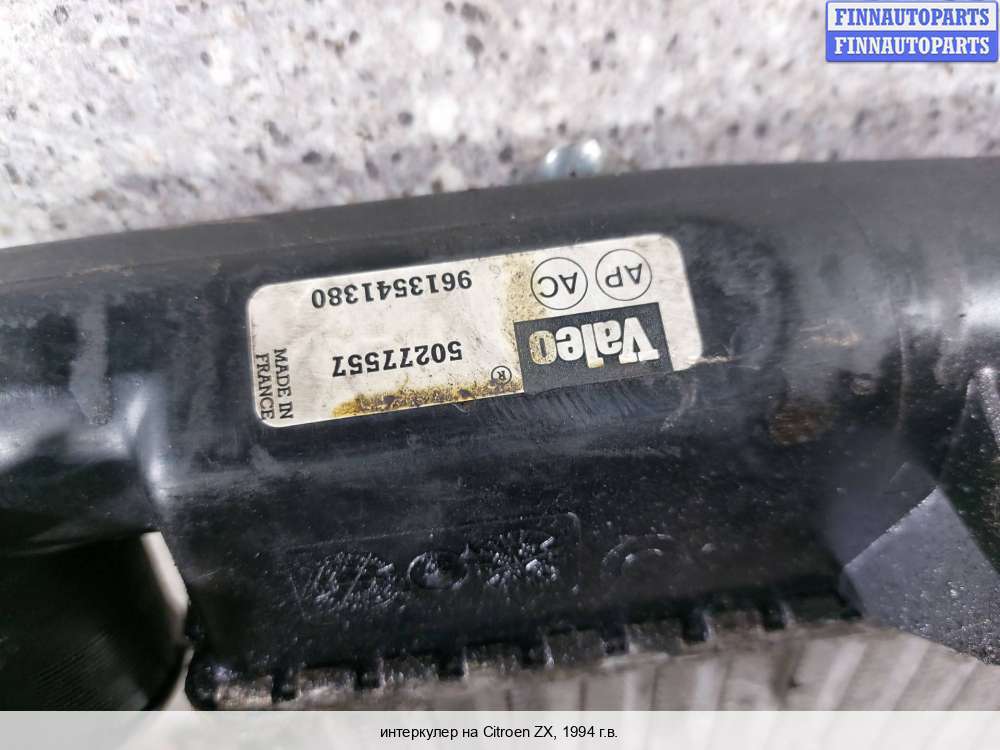 FINNAUTOPARTS
FINNAUTOPARTS
Valeo
®
AP
AC
50277557
9613541380
MADE IN
FRANCE
интеркулер на Citroen ZX, 1994 г.в.